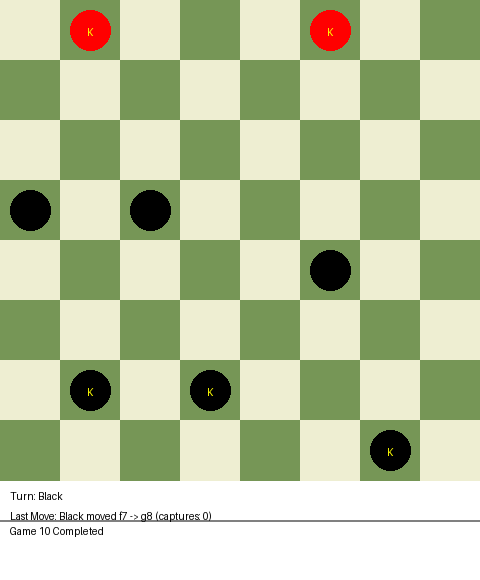 K K
K K
K
Turn: Black
Last Move: Black moved f7 -> g8 (captures: 0)
Game 10 Completed